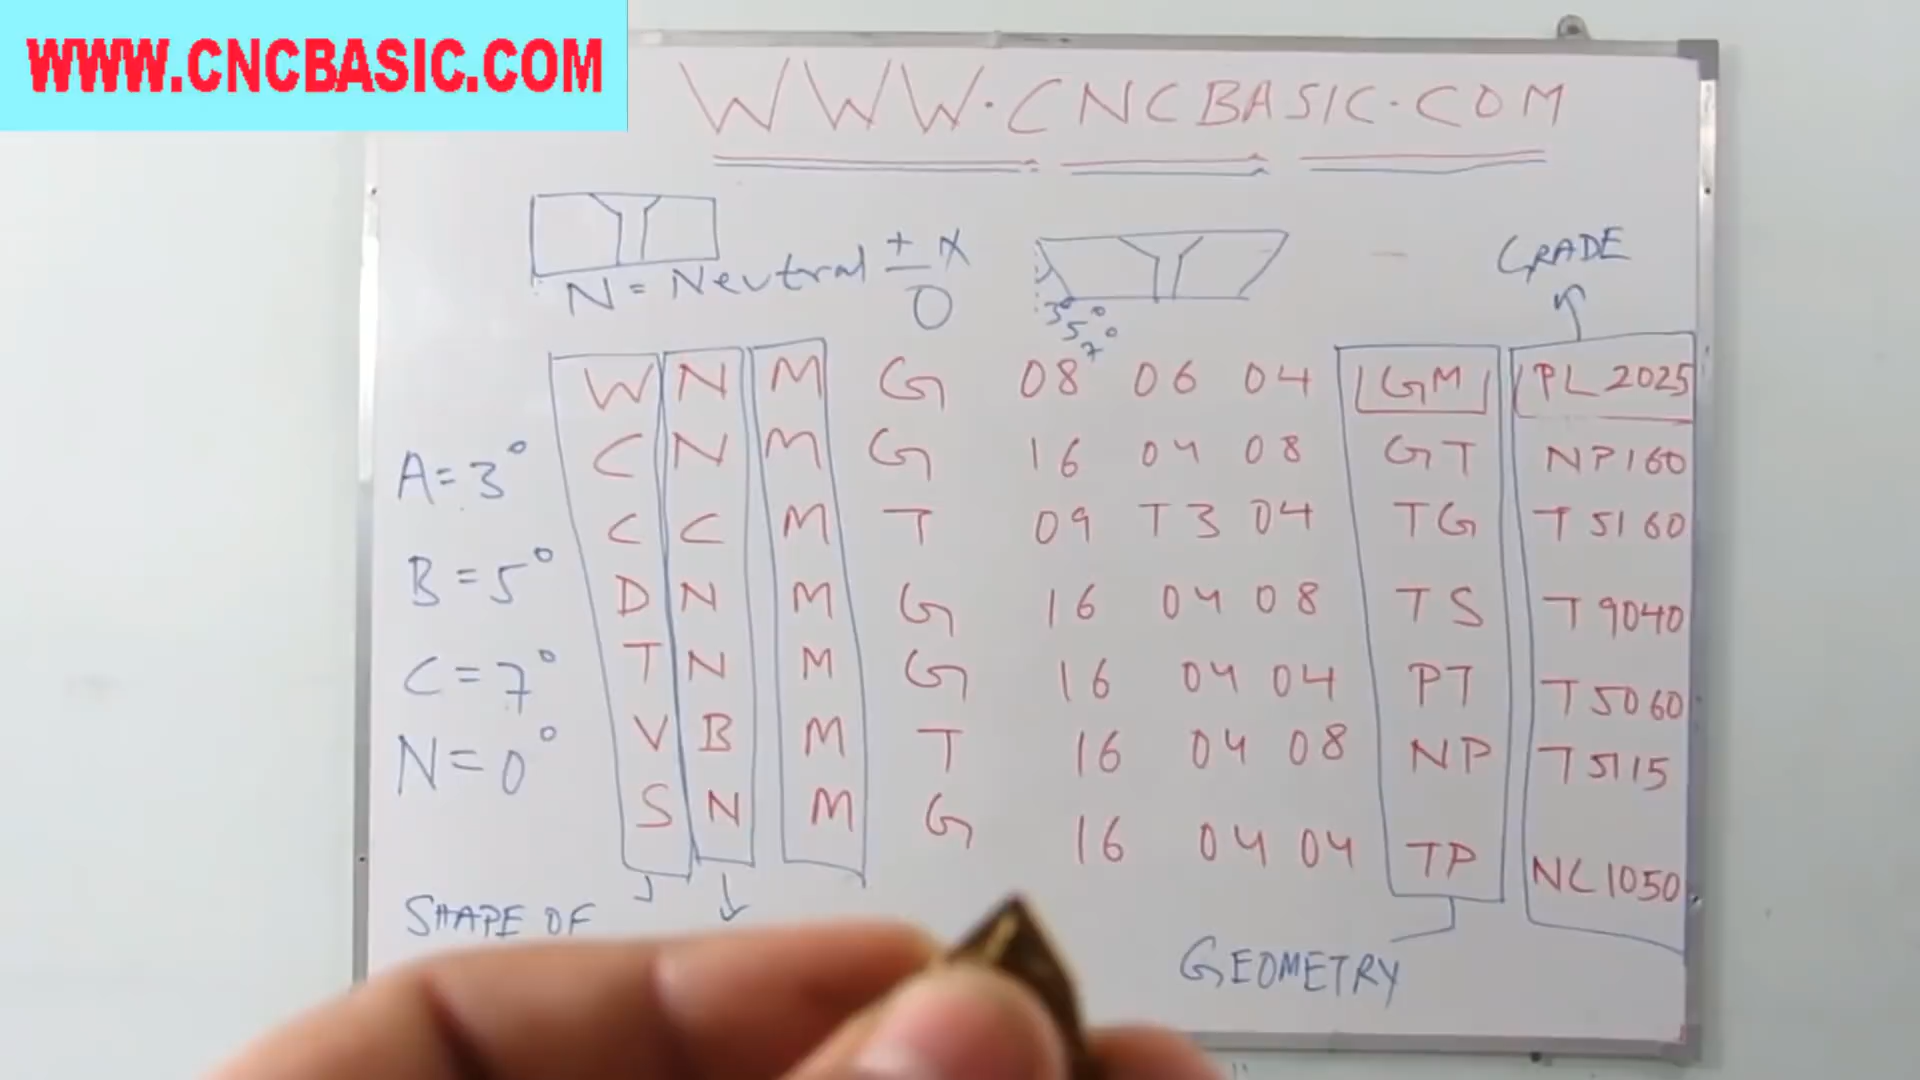 WWW.CNCBASIC.COM
WWW.CNCBASIC.COM
N = Neutral ± X
0
3° 5° 7°
GRADE
W N M G 08 06 04 GM PL2025
C N M G 16 04 08 GT NP160
C C M T 09 T3 04 TG T5160
D N M G 16 04 08 TS T9040
T N M G 16 04 04 PT T5060
V B M T 16 04 08 NP T5115
S N M G 16 04 04 TP NC1050
A = 3°
B = 5°
C = 7°
N = 0°
SHAPE OF
GEOMETRY